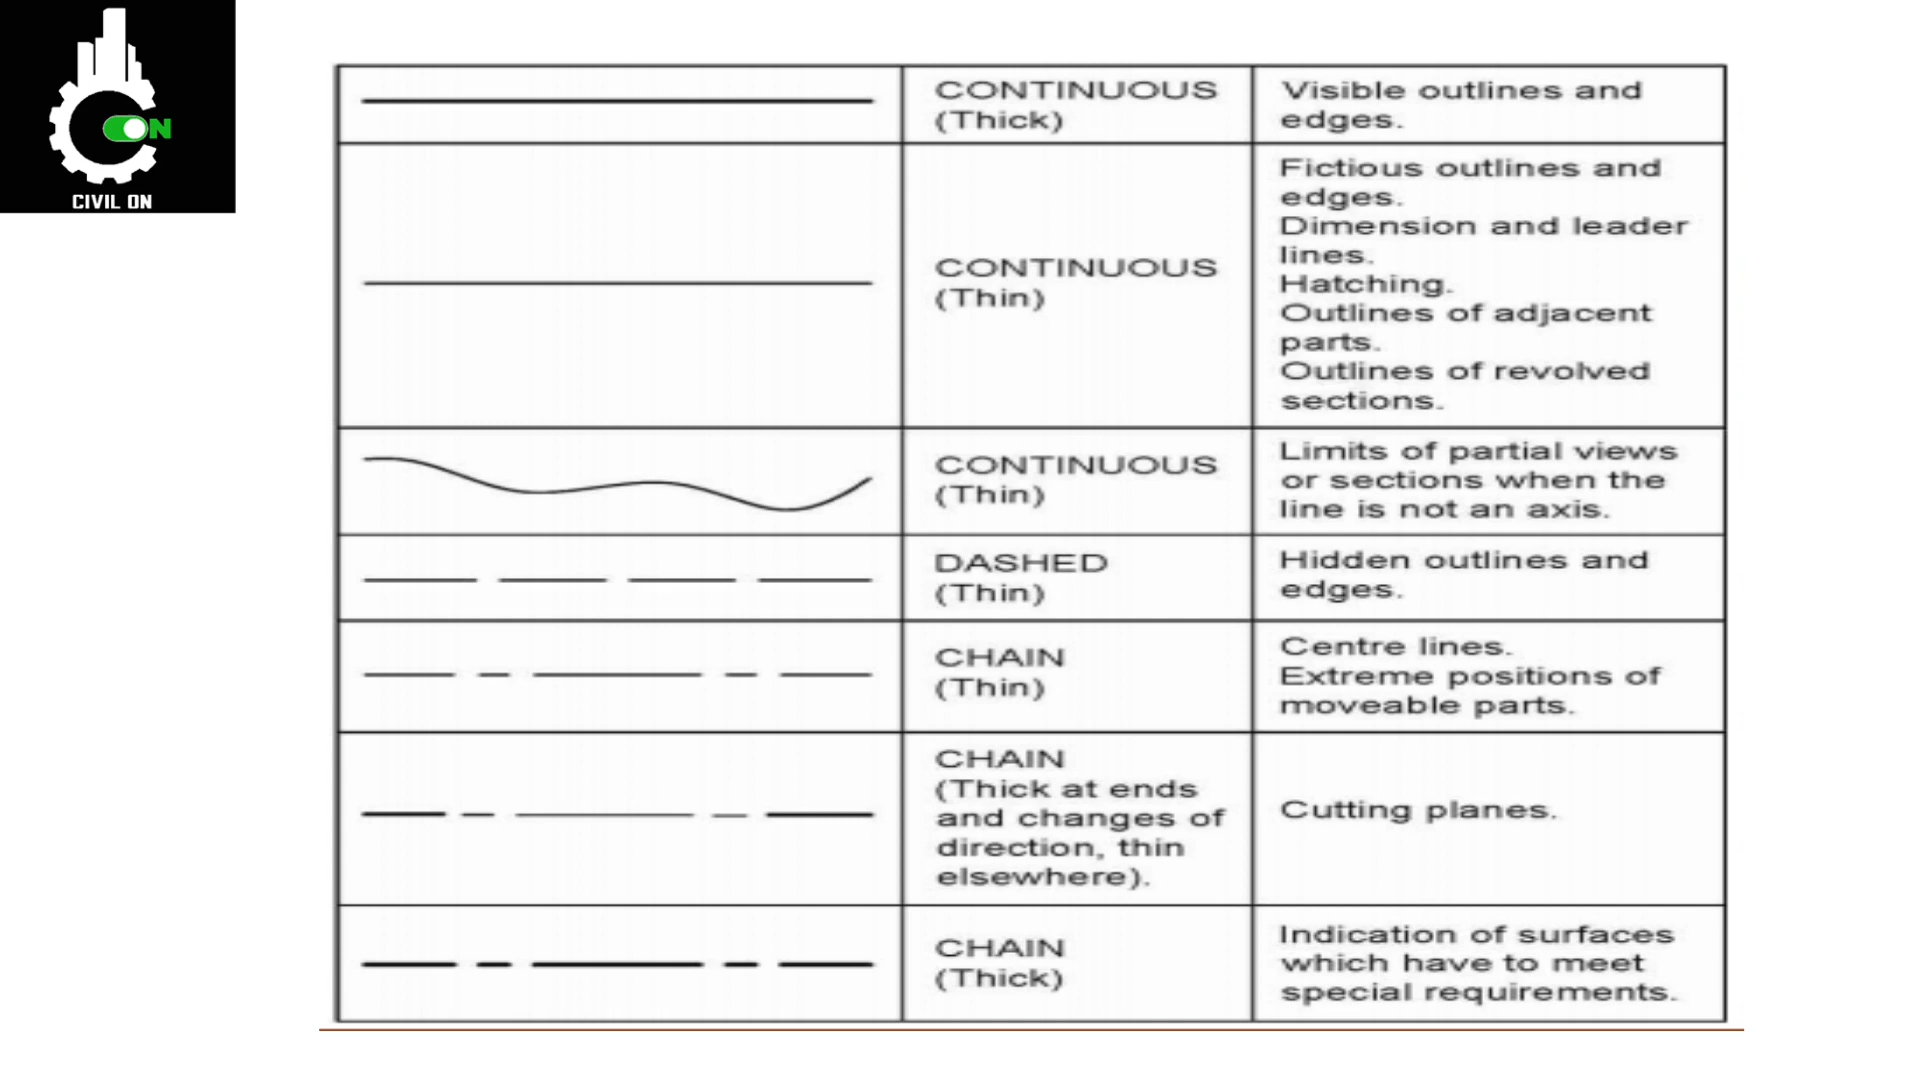 ON
CIVIL ON
CONTINUOUS
(Thick)
Visible outlines and
edges.
CONTINUOUS
(Thin)
Fictious outlines and
edges.
Dimension and leader
lines.
Hatching.
Outlines of adjacent
parts.
Outlines of revolved
sections.
CONTINUOUS
(Thin)
Limits of partial views
or sections when the
line is not an axis.
DASHED
(Thin)
Hidden outlines and
edges.
CHAIN
(Thin)
Centre lines.
Extreme positions of
moveable parts.
CHAIN
(Thick at ends
and changes of
direction, thin
elsewhere).
Cutting planes.
CHAIN
(Thick)
Indication of surfaces
which have to meet
special requirements.